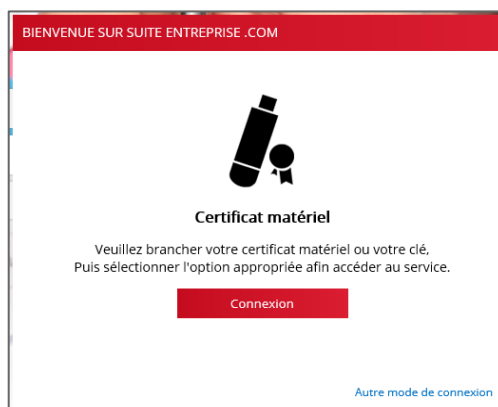 BIENVENUE SUR SUITE ENTREPRISE .COM
Certificat matériel
Veuillez brancher votre certificat matériel ou votre clé,
Puis sélectionner l'option appropriée afin accéder au service.
Connexion
Autre mode de connexion